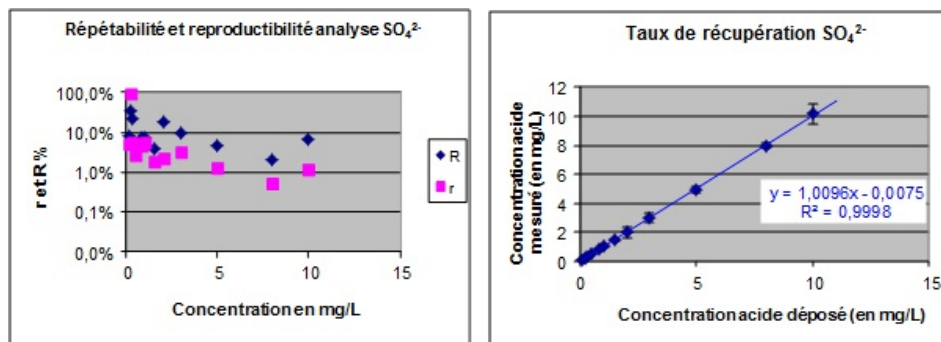 Répétabilité et reproductibilité analyse SO₄²⁻
r et R %
100,0%
10,0%
1,0%
0,1%
0,0%
0
5
10
15
Concentration en mg/L
R
r
Taux de récupération SO₄²⁻
Concentration acide
mesuré (en mg/L)
12
10
8
6
4
2
0
0
5
10
15
y = 1,0096x - 0,0075
R² = 0,9998
Concentration acide déposé (en mg/L)